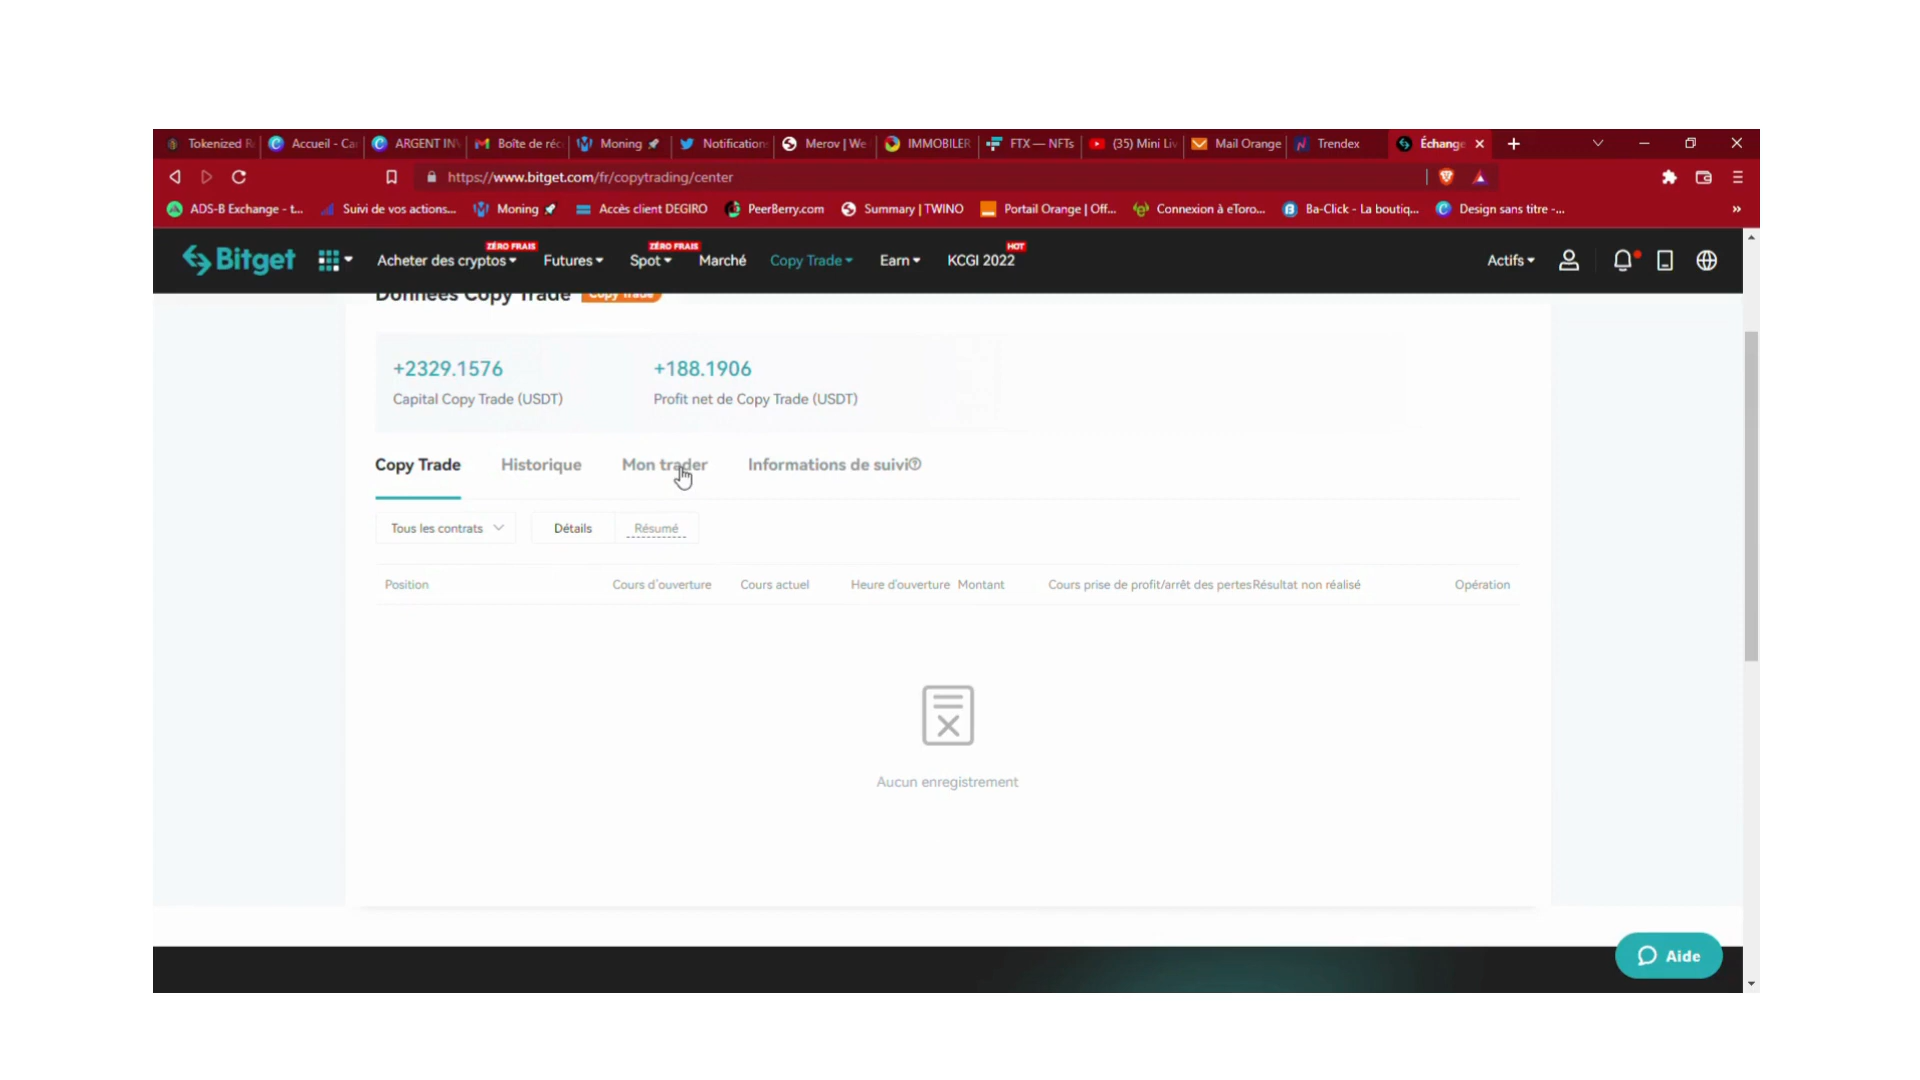 Tokenized R Accueil - Ca ARGENT IN Boîte de réc Moning Notification Merov | We IMMOBILER FTX — NFTs (35) Mini Liv Mail Orange Trendex Échange
https://www.bitget.com/fr/copytrading/center
ADS-B Exchange - t... Suivi de vos actions... Moning Accès client DEGIRO PeerBerry.com Summary | TWINO Portail Orange | Off... Connexion à eToro... Ba-Click - La boutiq... Design sans titre -... »
ZÉRO FRAIS ZÉRO FRAIS HOT
Bitget Acheter des cryptos Futures Spot Marché Copy Trade Earn KCGI 2022 Actifs
Données Copy Trade Copy Trade
+2329.1576 +188.1906
Capital Copy Trade (USDT) Profit net de Copy Trade (USDT)
Copy Trade Historique Mon trader Informations de suivi
Tous les contrats Détails Résumé
Position Cours d'ouverture Cours actuel Heure d'ouverture Montant Cours prise de profit/arrêt des pertes Résultat non réalisé Opération
Aucun enregistrement
Aide